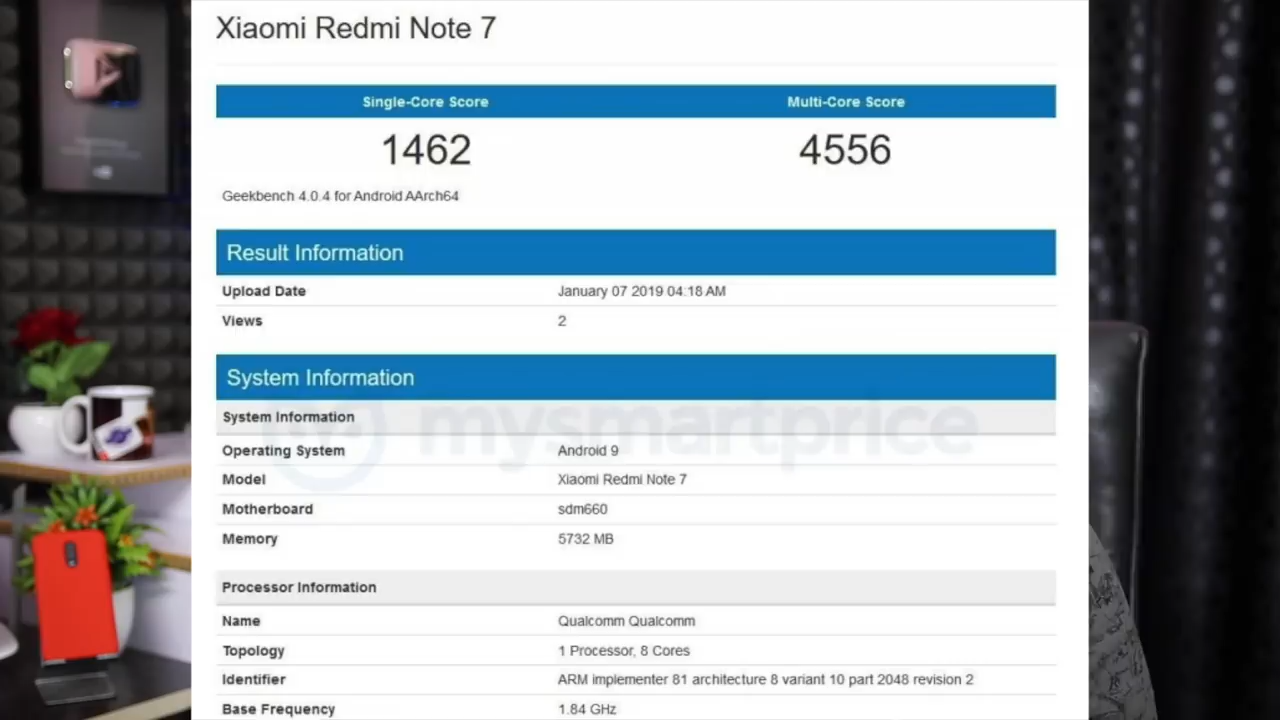 Xiaomi Redmi Note 7
Single-Core Score Multi-Core Score
1462 4556
Geekbench 4.0.4 for Android AArch64
Result Information
Upload Date January 07 2019 04:18 AM
Views 2
System Information
System Information
mysmartprice
Operating System Android 9
Model Xiaomi Redmi Note 7
Motherboard sdm660
Memory 5732 MB
Processor Information
Name Qualcomm Qualcomm
Topology 1 Processor, 8 Cores
Identifier ARM implementer 81 architecture 8 variant 10 part 2048 revision 2
Base Frequency 1.84 GHz